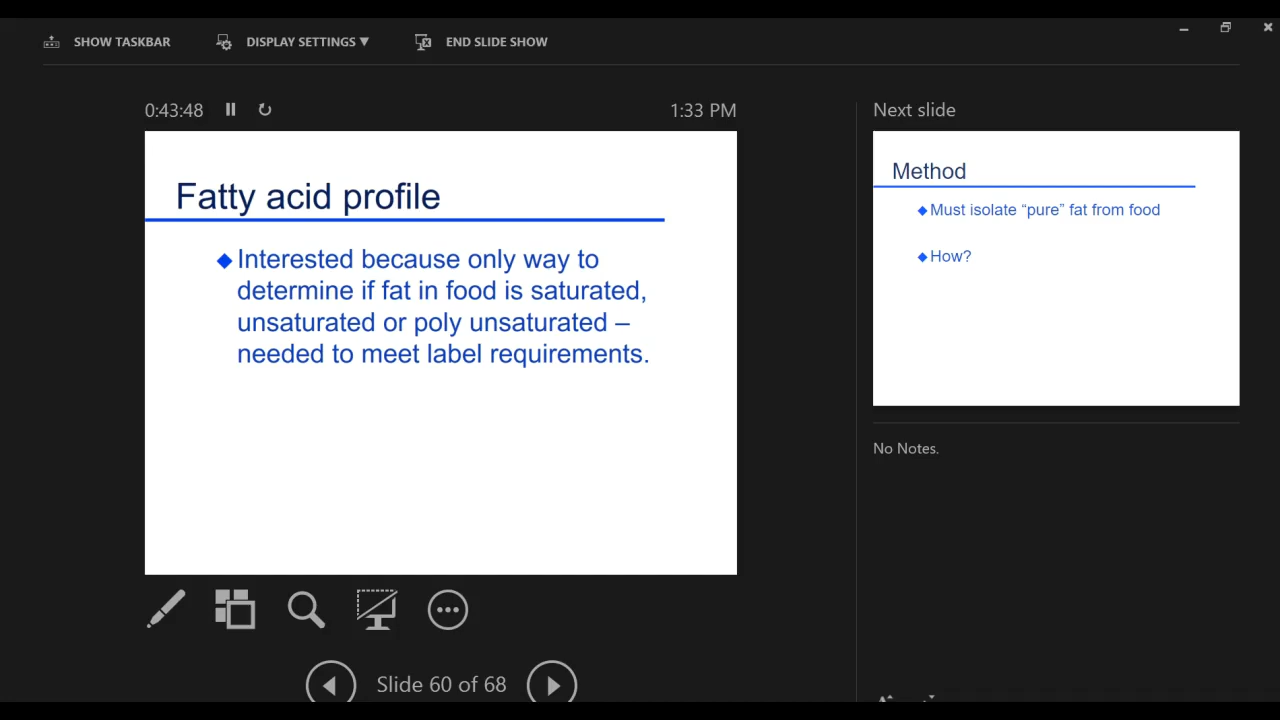 SHOW TASKBAR
DISPLAY SETTINGS ▼
END SLIDE SHOW
0:43:48
1:33 PM
Fatty acid profile
◆Interested because only way to
determine if fat in food is saturated,
unsaturated or poly unsaturated –
needed to meet label requirements.
Slide 60 of 68
Next slide
Method
◆Must isolate “pure” fat from food
◆How?
No Notes.